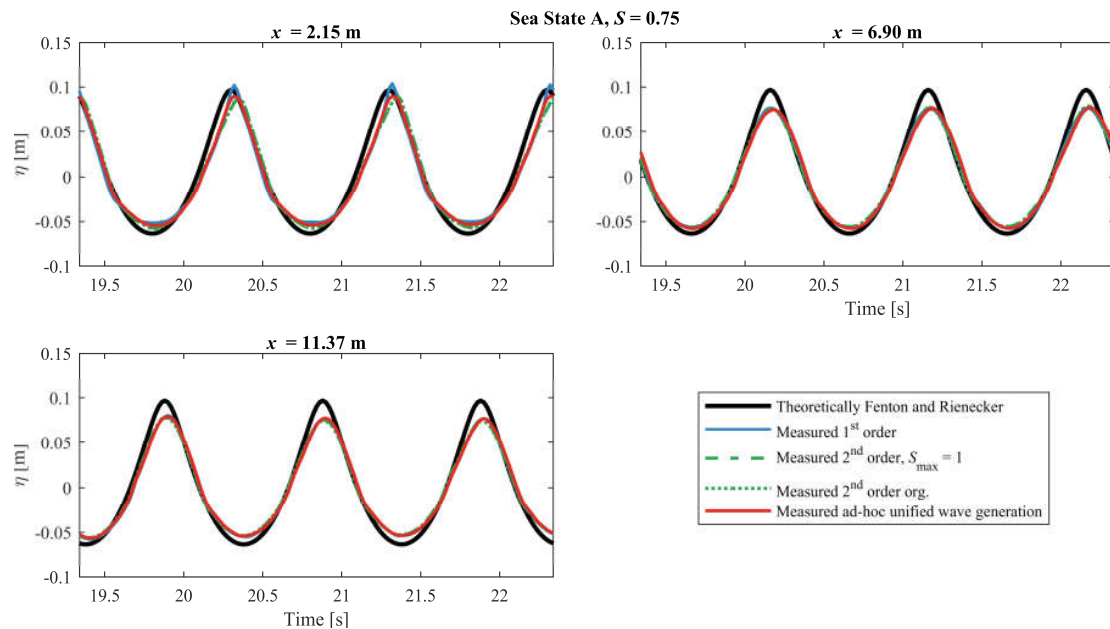 Sea State A, S = 0.75
x = 2.15 m
0.15
0.1
0.05
0
-0.05
-0.1
η [m]
19.5 20 20.5 21 21.5 22
x = 6.90 m
0.15
0.1
0.05
0
-0.05
-0.1
19.5 20 20.5 21 21.5 22
Time [s]
x = 11.37 m
0.15
0.1
0.05
0
-0.05
-0.1
η [m]
19.5 20 20.5 21 21.5 22
Time [s]
Theoretically Fenton and Rienecker
Measured 1st order
Measured 2nd order, Smax = 1
Measured 2nd order org.
Measured ad-hoc unified wave generation